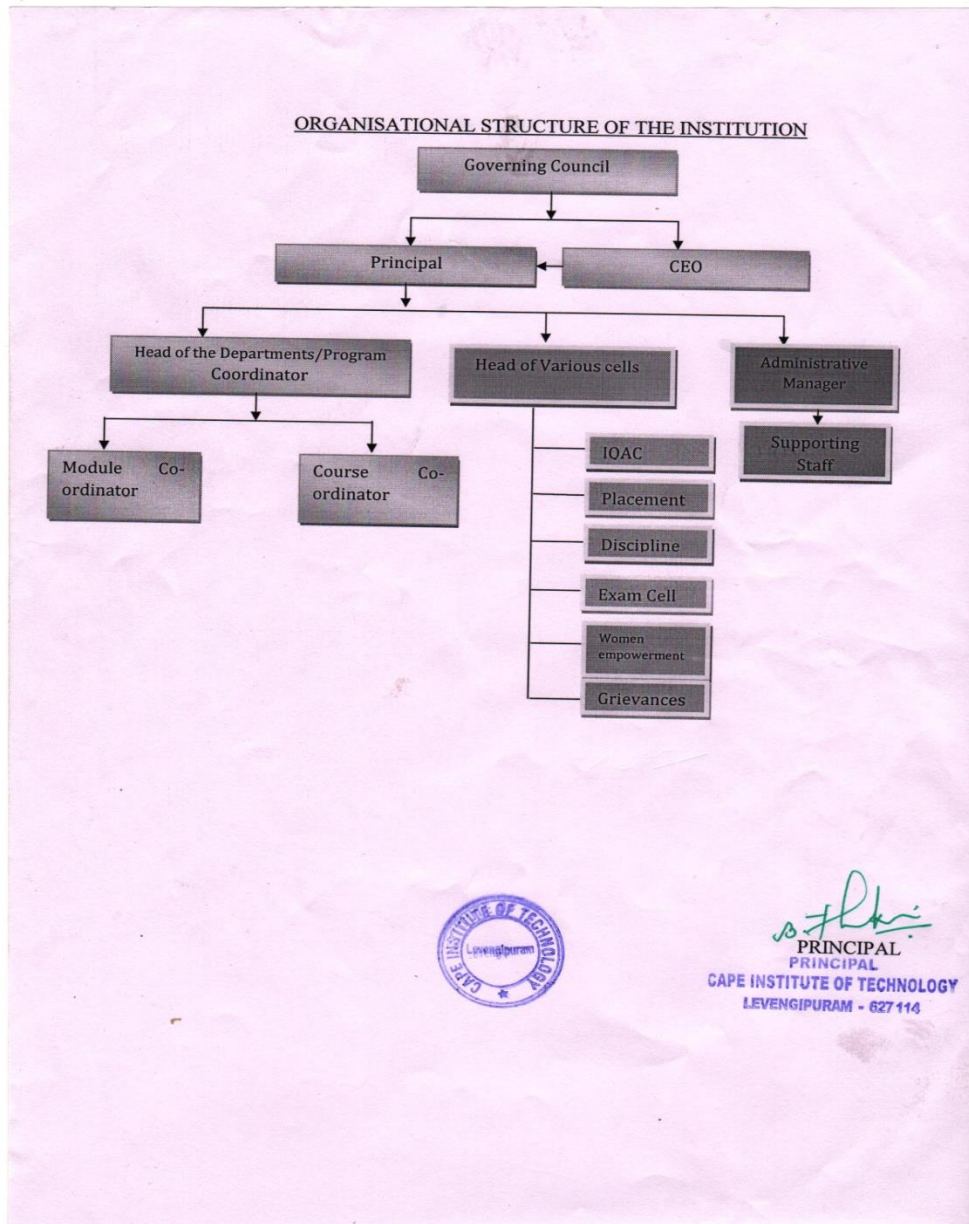 ORGANISATIONAL STRUCTURE OF THE INSTITUTION
Governing Council
Principal
CEO
Head of the Departments/Program
Coordinator
Head of Various cells
Administrative
Manager
Module Co-
ordinator
Course Co-
ordinator
Supporting
Staff
IQAC
Placement
Discipline
Exam Cell
Women
empowerment
Grievances
CAPE INSTITUTE OF TECHNOLOGY
Levengipuram
PRINCIPAL
PRINCIPAL
CAPE INSTITUTE OF TECHNOLOGY
LEVENGIPURAM - 627114